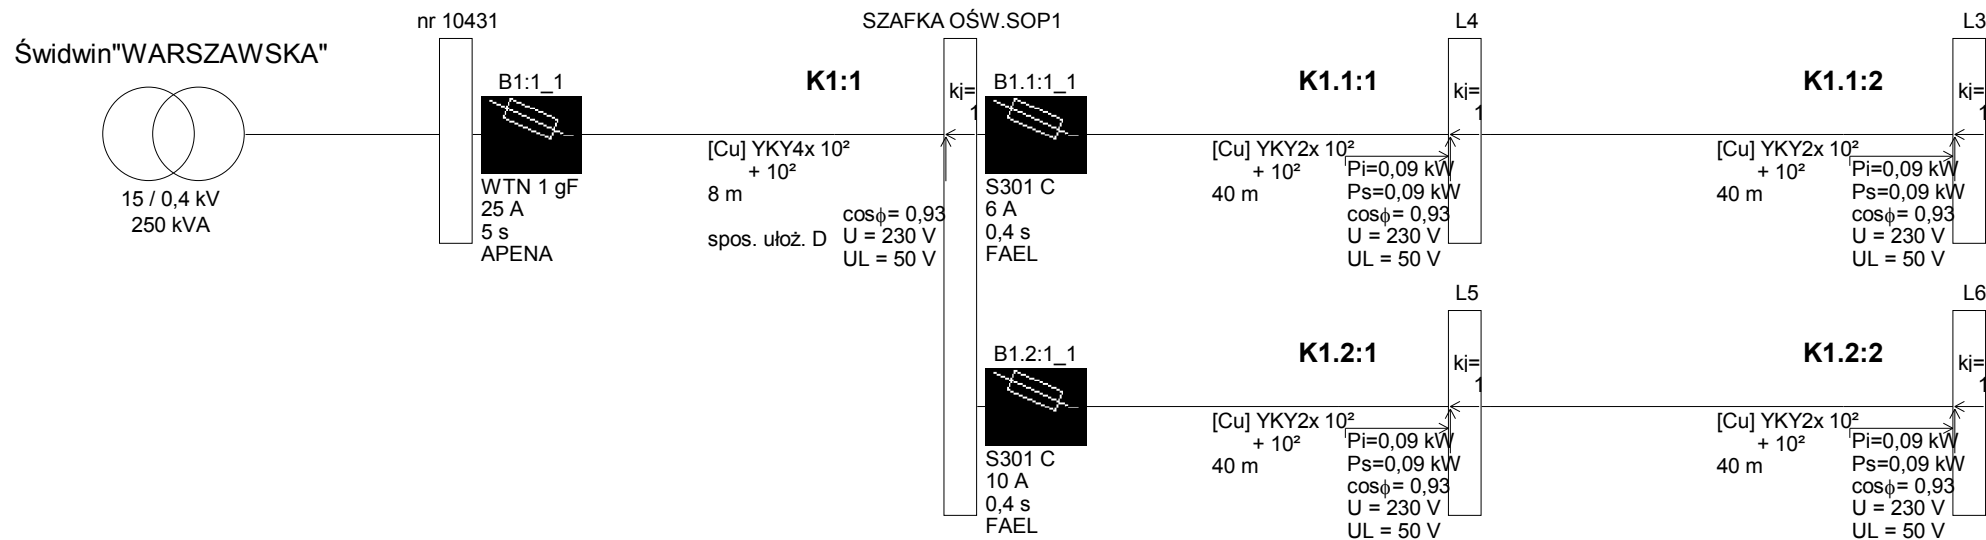 Świdwin"WARSZAWSKA"
15 / 0,4 kV
250 kVA
nr 10431
B1:1_1
WTN 1 gF
25 A
5 s
APENA
K1:1
[Cu] YKY4x 10²
+ 10²
8 m
spos. ułoż. D
cosϕ= 0,93
U = 230 V
UL = 50 V
SZAFKA OŚW.SOP1
kj=
1
B1.1:1_1
S301 C
6 A
0,4 s
FAEL
K1.1:1
[Cu] YKY2x 10²
+ 10²
40 m
Pi=0,09 kW
Ps=0,09 kW
cosϕ= 0,93
U = 230 V
UL = 50 V
L4
kj=
1
K1.1:2
[Cu] YKY2x 10²
+ 10²
40 m
Pi=0,09 kW
Ps=0,09 kW
cosϕ= 0,93
U = 230 V
UL = 50 V
L3
kj=
1
B1.2:1_1
S301 C
10 A
0,4 s
FAEL
K1.2:1
[Cu] YKY2x 10²
+ 10²
40 m
Pi=0,09 kW
Ps=0,09 kW
cosϕ= 0,93
U = 230 V
UL = 50 V
L5
kj=
1
K1.2:2
[Cu] YKY2x 10²
+ 10²
40 m
Pi=0,09 kW
Ps=0,09 kW
cosϕ= 0,93
U = 230 V
UL = 50 V
L6
kj=
1